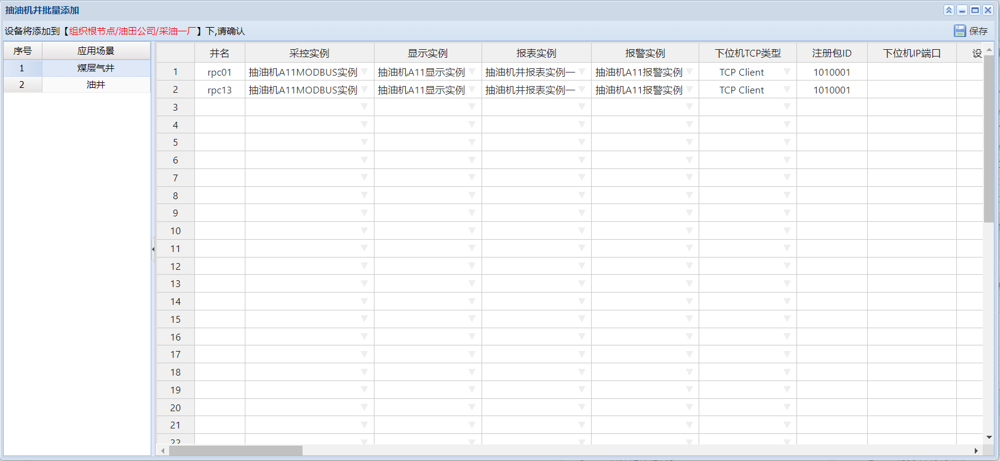 抽油机井批量添加
设备将添加到【组织根节点/油田公司/采油一厂】下,请确认
保存
序号 应用场景
1 煤层气井
2 油井
井名 采控实例 显示实例 报表实例 报警实例 下位机TCP类型 注册包ID 下位机IP端口 设
1 rpc01 抽油机A11MODBUS实例 抽油机A11显示实例 抽油机井报表实例一 抽油机A11报警实例 TCP Client 1010001
2 rpc13 抽油机A11MODBUS实例 抽油机A11显示实例 抽油机井报表实例一 抽油机A11报警实例 TCP Client 1010001
3
4
5
6
7
8
9
10
11
12
13
14
15
16
17
18
19
20
21
22